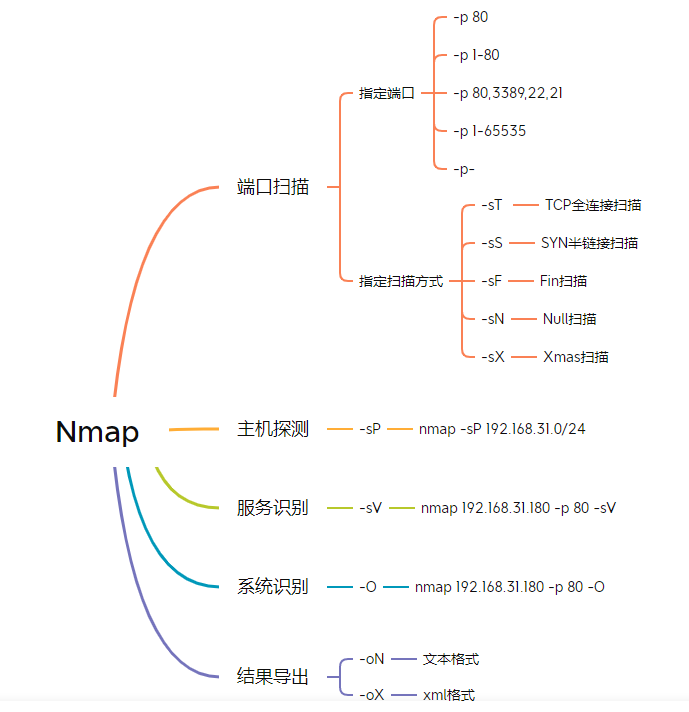 Nmap
端口扫描
指定端口
-p 80
-p 1-80
-p 80,3389,22,21
-p 1-65535
-p-
指定扫描方式
-sT
TCP全连接扫描
-sS
SYN半链接扫描
-sF
Fin扫描
-sN
Null扫描
-sX
Xmas扫描
主机探测
-sP
nmap -sP 192.168.31.0/24
服务识别
-sV
nmap 192.168.31.180 -p 80 -sV
系统识别
-O
nmap 192.168.31.180 -p 80 -O
结果导出
-oN
文本格式
-oX
xml格式